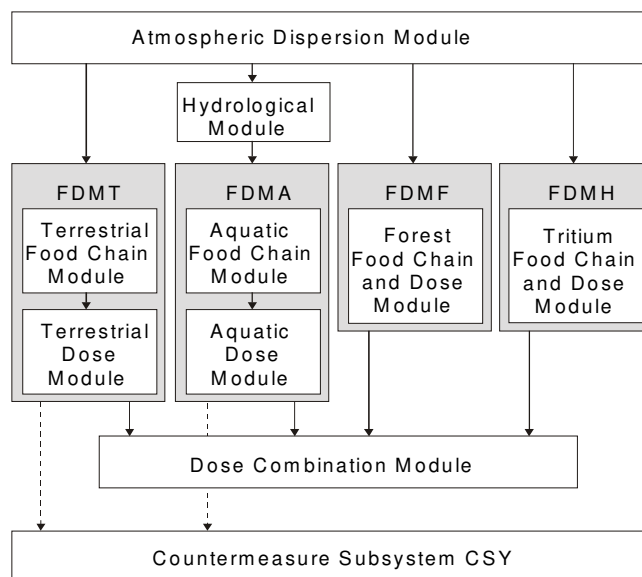 Atmospheric Dispersion Module
Hydrological
Module
FDMT
Terrestrial
Food Chain
Module
Terrestrial
Dose
Module
FDMA
Aquatic
Food Chain
Module
Aquatic
Dose
Module
FDMF
Forest
Food Chain
and Dose
Module
FDMH
Tritium
Food Chain
and Dose
Module
Dose Combination Module
Countermeasure Subsystem CSY